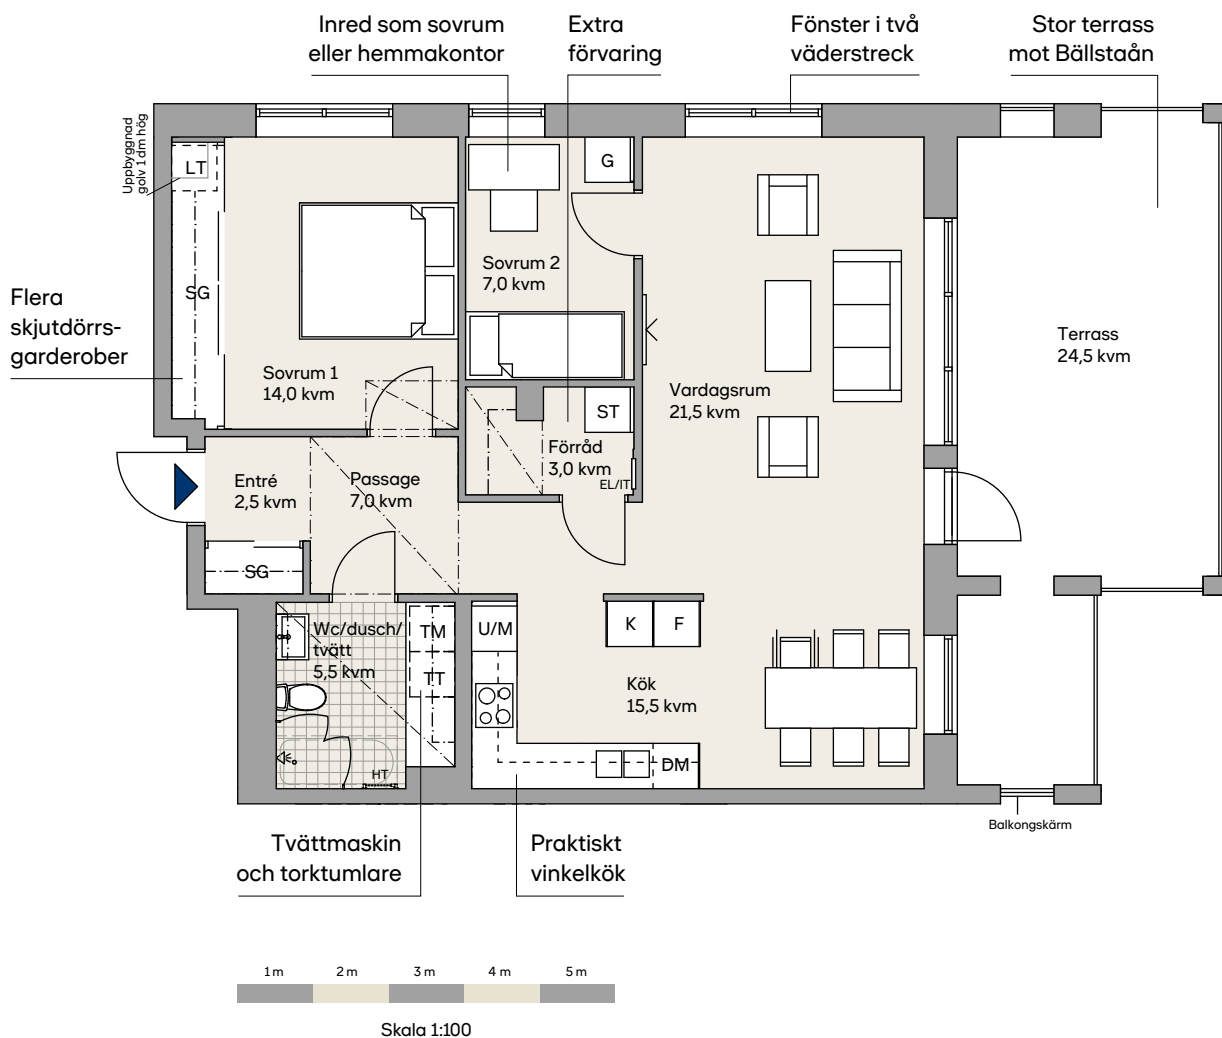 Inred som sovrum
eller hemmakontor
Extra
förvaring
Fönster i två
väderstreck
Stor terrass
mot Bällstaån
Uppbyggnad
golv 1 dm hög
LT
G
SG
Sovrum 2
7,0 kvm
Flera
skjutdörrs-
garderober
Sovrum 1
14,0 kvm
Terrass
24,5 kvm
Vardagsrum
21,5 kvm
ST
Förråd
3,0 kvm
EL/IT
Entré
2,5 kvm
Passage
7,0 kvm
SG
Wc/dusch/
tvätt
5,5 kvm
TM
TT
U/M
K
F
Kök
15,5 kvm
HT
DM
Balkongskärm
Tvättmaskin
och torktumlare
Praktiskt
vinkelkök
1 m
2 m
3 m
4 m
5 m
Skala 1:100